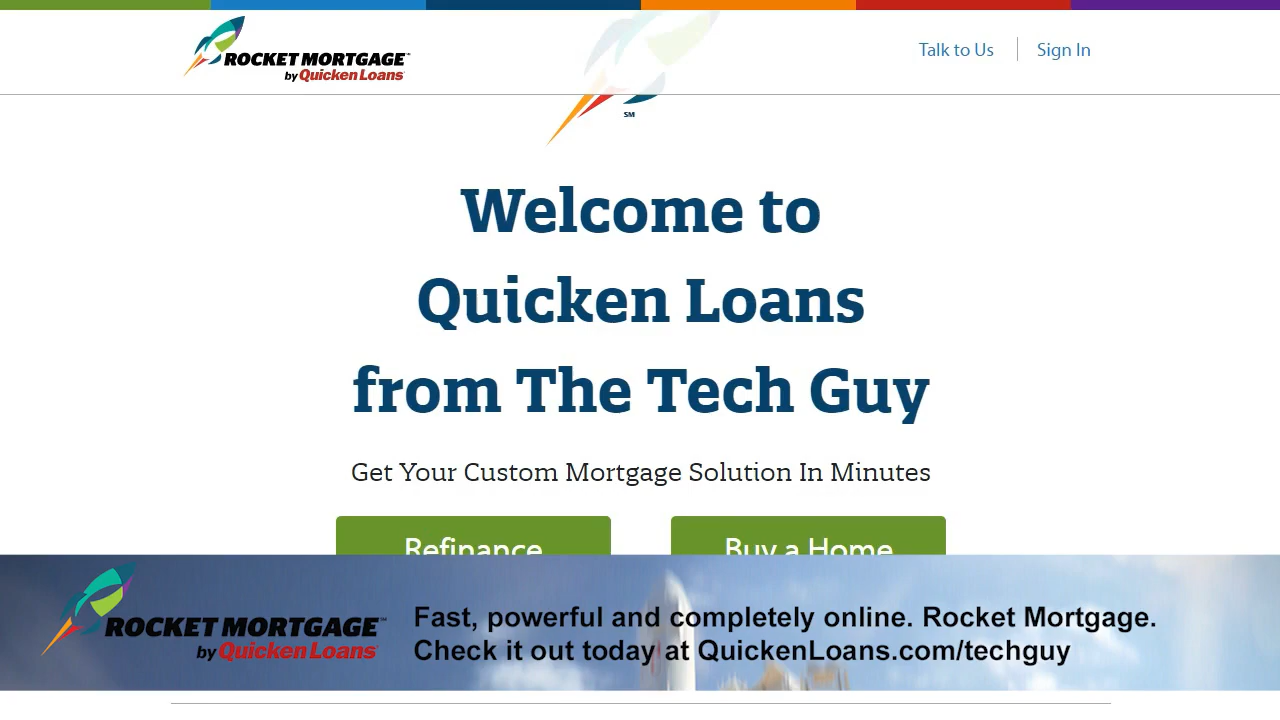 ROCKET MORTGAGE™
by Quicken Loans
Talk to Us
Sign In
SM
Welcome to
Quicken Loans
from The Tech Guy
Get Your Custom Mortgage Solution In Minutes
Refinance
Buy a Home
ROCKET MORTGAGE™
by Quicken Loans
Fast, powerful and completely online. Rocket Mortgage.
Check it out today at QuickenLoans.com/techguy